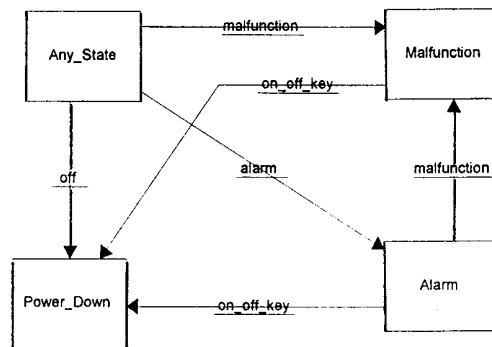 malfunction
Any_State
Malfunction
on_off_key
off
alarm
malfunction
Power_Down
on_off_key
Alarm